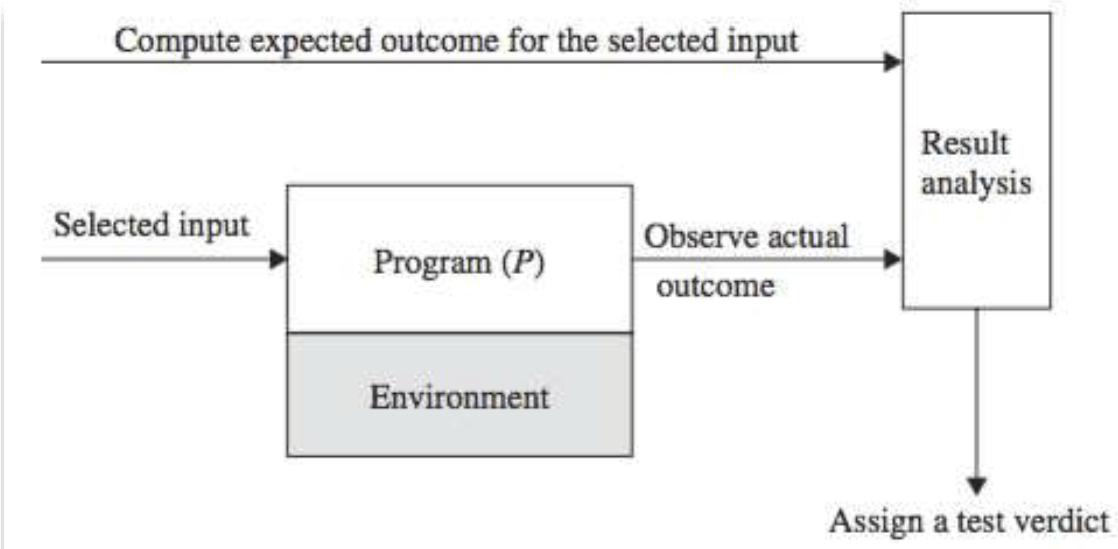 Compute expected outcome for the selected input
Result
analysis
Selected input
Program (P)
Observe actual
outcome
Environment
Assign a test verdict